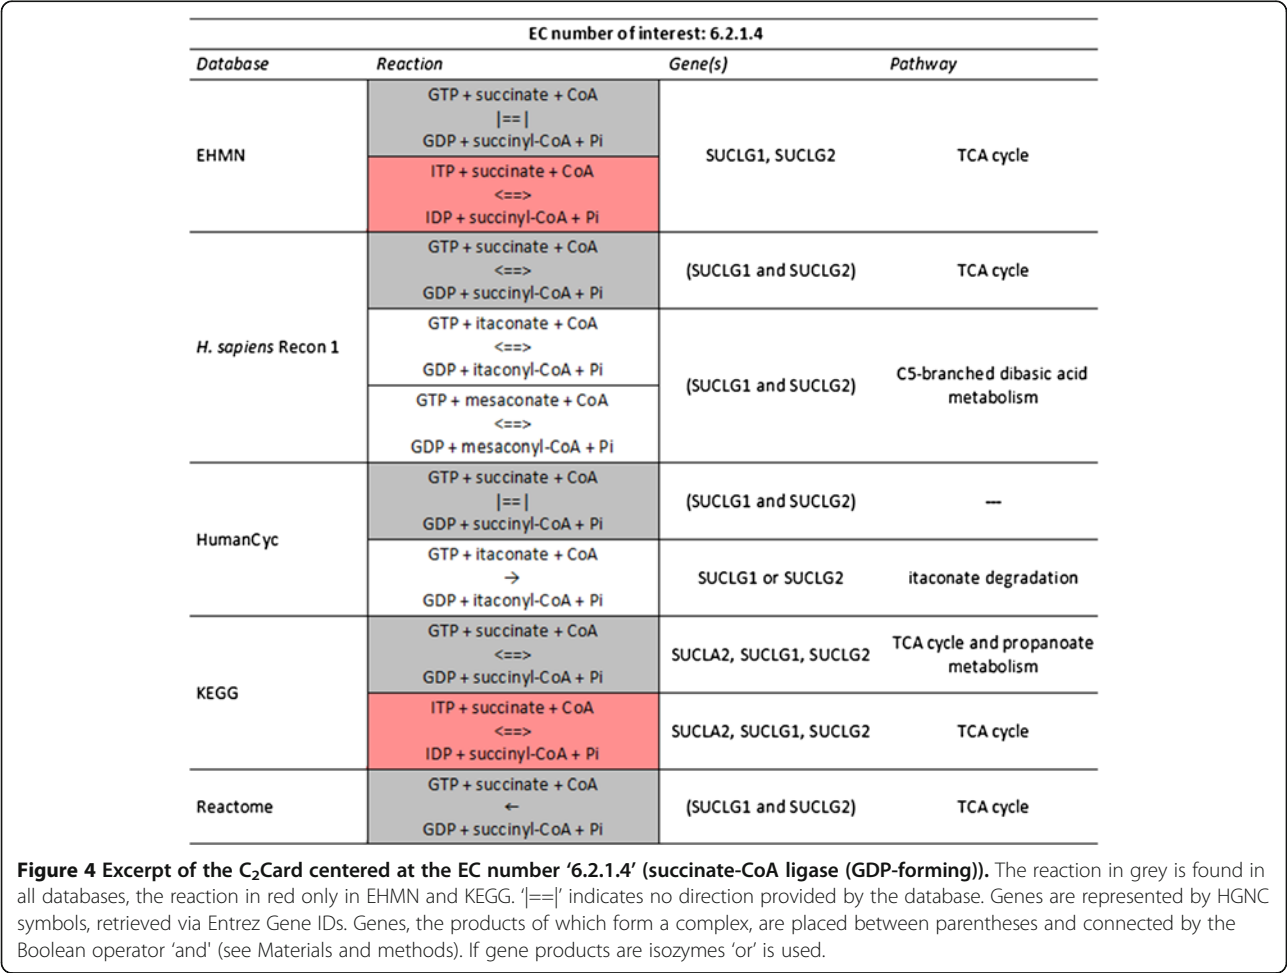 EC number of interest: 6.2.1.4
Database Reaction Gene(s) Pathway
EHMN
GTP + succinate + CoA
|==|
GDP + succinyl-CoA + Pi
ITP + succinate + CoA
<==>
IDP + succinyl-CoA + Pi
SUCLG1, SUCLG2
TCA cycle
H. sapiens Recon 1
GTP + succinate + CoA
<==>
GDP + succinyl-CoA + Pi
(SUCLG1 and SUCLG2)
TCA cycle
GTP + itaconate + CoA
<==>
GDP + itaconyl-CoA + Pi
GTP + mesaconate + CoA
<==>
GDP + mesaconyl-CoA + Pi
(SUCLG1 and SUCLG2)
C5-branched dibasic acid
metabolism
HumanCyc
GTP + succinate + CoA
|==|
GDP + succinyl-CoA + Pi
(SUCLG1 and SUCLG2)
---
GTP + itaconate + CoA
→
GDP + itaconyl-CoA + Pi
SUCLG1 or SUCLG2
itaconate degradation
KEGG
GTP + succinate + CoA
<==>
GDP + succinyl-CoA + Pi
SUCLA2, SUCLG1, SUCLG2
TCA cycle and propanoate
metabolism
ITP + succinate + CoA
<==>
IDP + succinyl-CoA + Pi
SUCLA2, SUCLG1, SUCLG2
TCA cycle
Reactome
GTP + succinate + CoA
←
GDP + succinyl-CoA + Pi
(SUCLG1 and SUCLG2)
TCA cycle
Figure 4 Excerpt of the C₂Card centered at the EC number ‘6.2.1.4’ (succinate-CoA ligase (GDP-forming)). The reaction in grey is found in
all databases, the reaction in red only in EHMN and KEGG. ‘|==|’ indicates no direction provided by the database. Genes are represented by HGNC
symbols, retrieved via Entrez Gene IDs. Genes, the products of which form a complex, are placed between parentheses and connected by the
Boolean operator ‘and' (see Materials and methods). If gene products are isozymes ‘or’ is used.